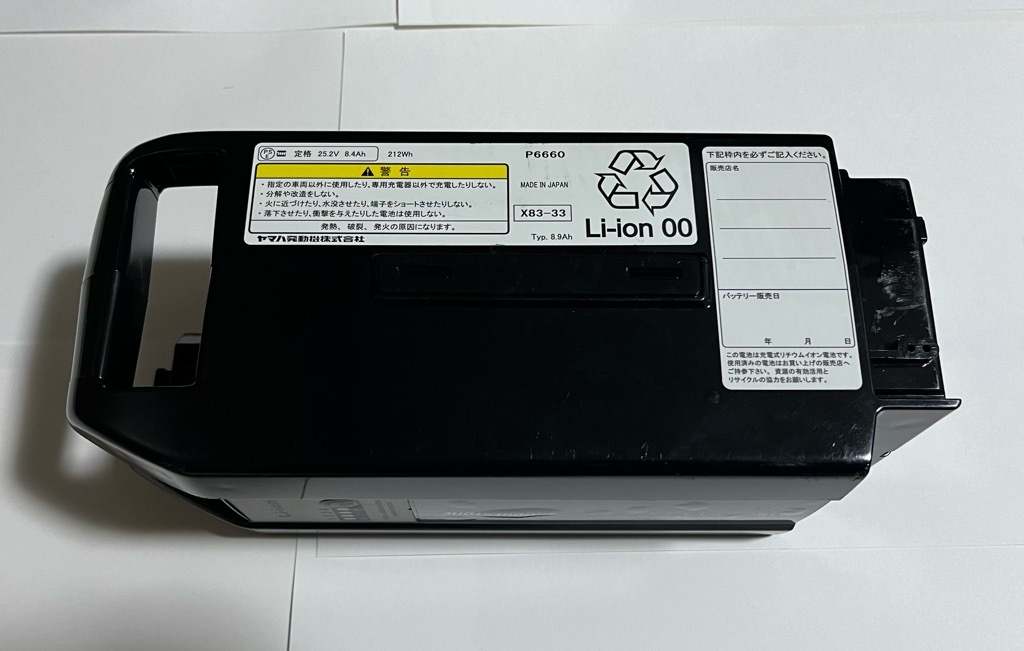 PS E 定格 25.2V 8.4Ah 212Wh
警告
・指定の車両以外に使用したり、専用充電器以外で充電したりしない。
・分解や改造をしない。
・火に近づけたり、水没させたり、端子をショートさせたりしない。
・落下させたり、衝撃を与えたりした電池は使用しない。
発熱、破裂、発火の原因になります。
ヤマハ発動機株式会社
P6660
MADE IN JAPAN
X83-33
Typ. 8.9Ah
Li-ion 00
下記枠内を必ずご記入ください。
販売店名
バッテリー販売日
年 月 日
この電池は充電式リチウムイオン電池です。
使用済みの電池はお買い上げの販売店へ
ご持参下さい。資源の有効活用と
リサイクルの協力をお願いします。